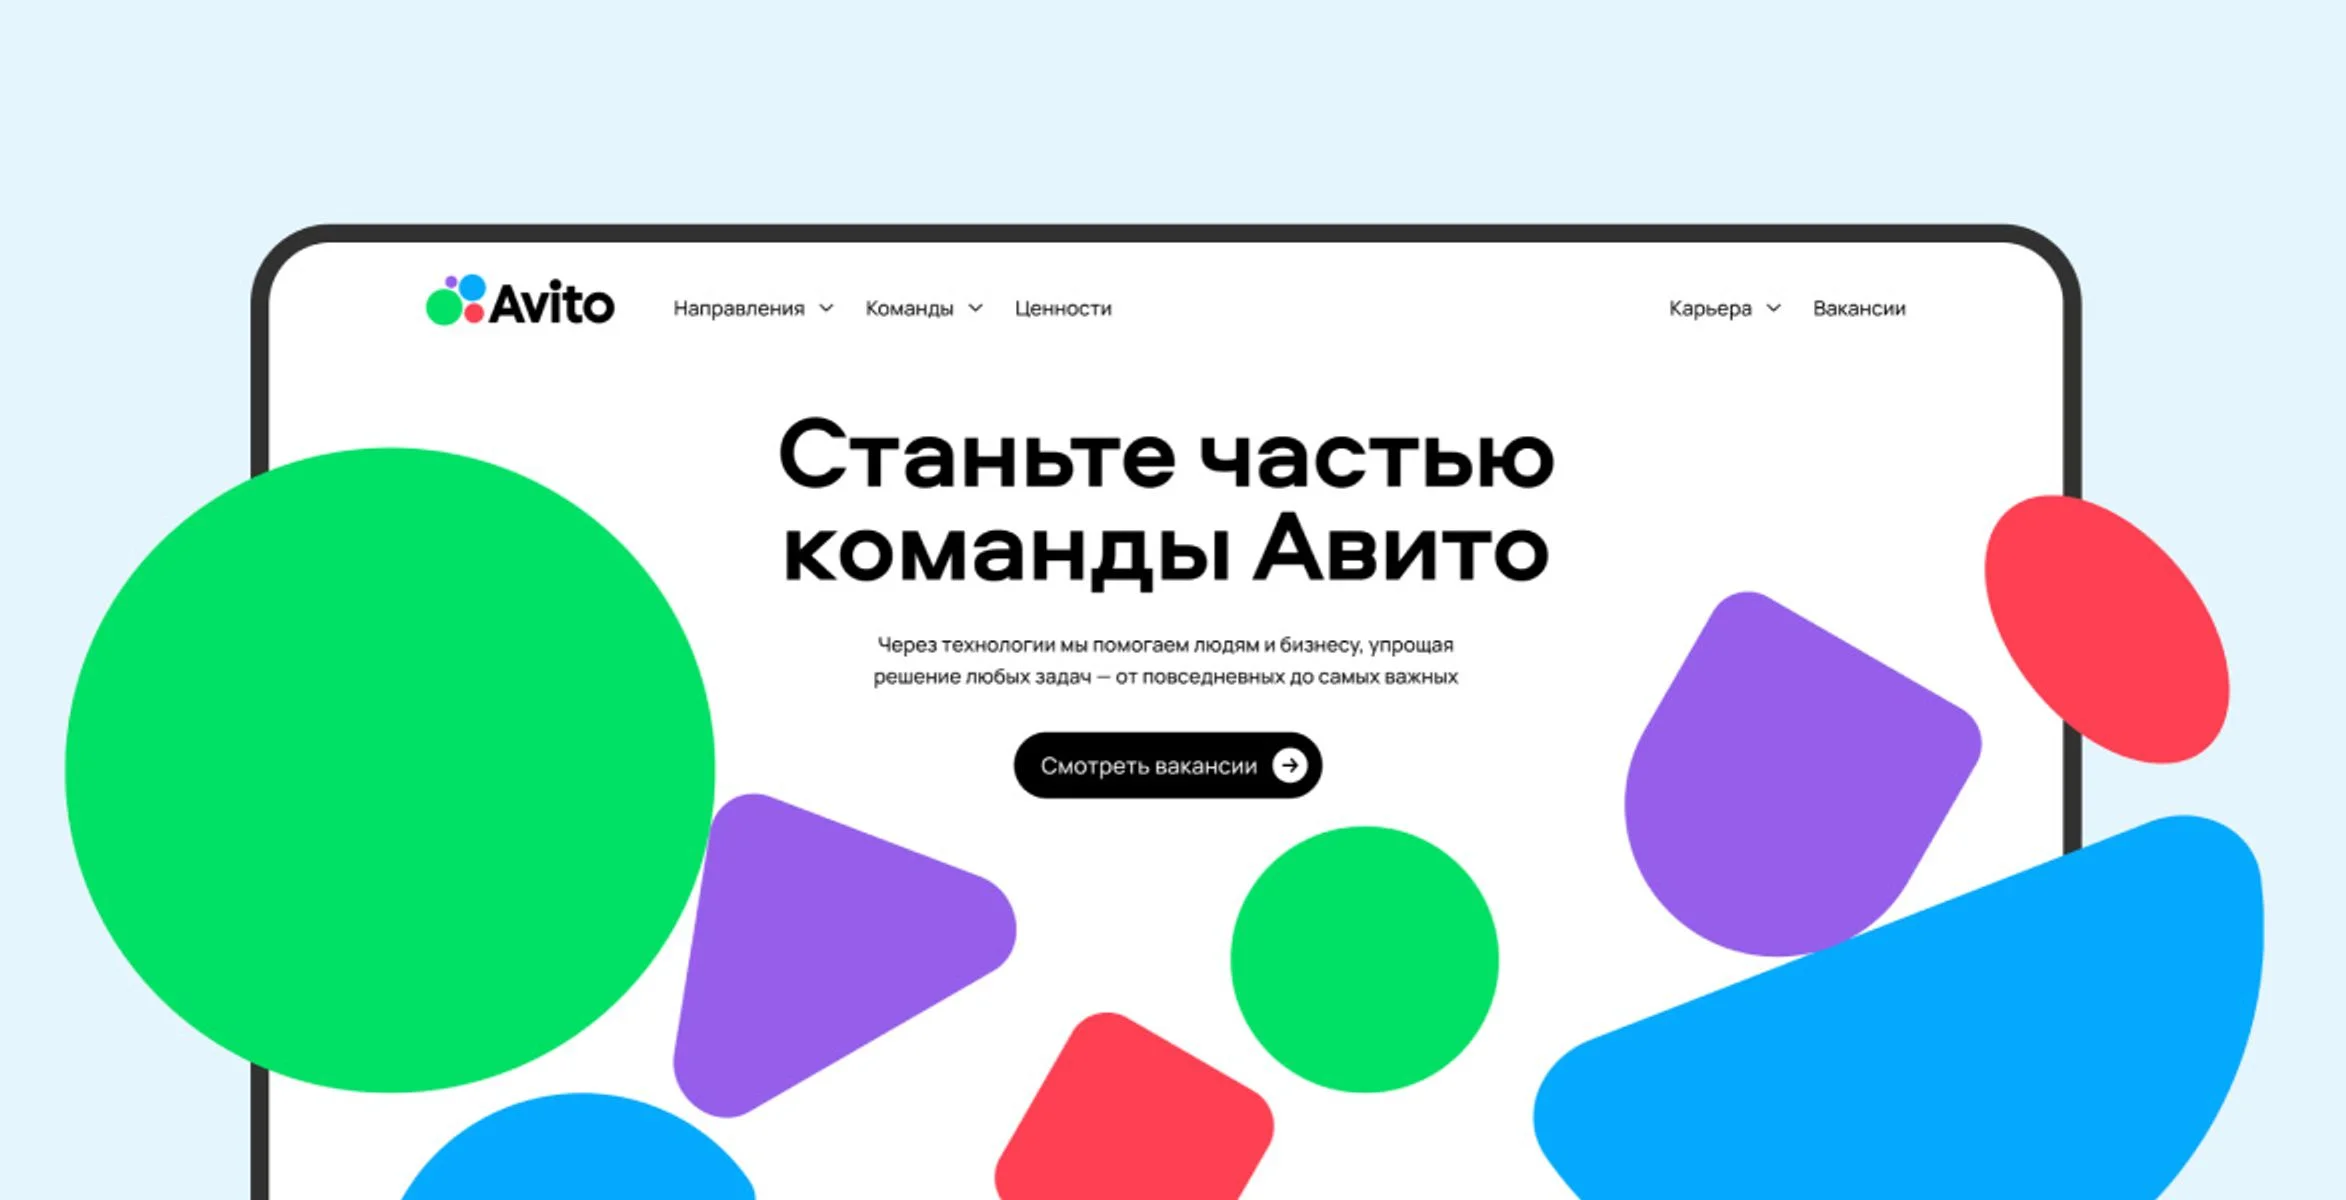 Avito
Направления
Команды
Ценности
Карьера
Вакансии
Станьте частью
команды Авито
Через технологии мы помогаем людям и бизнесу, упрощая
решение любых задач — от повседневных до самых важных
Смотреть вакансии